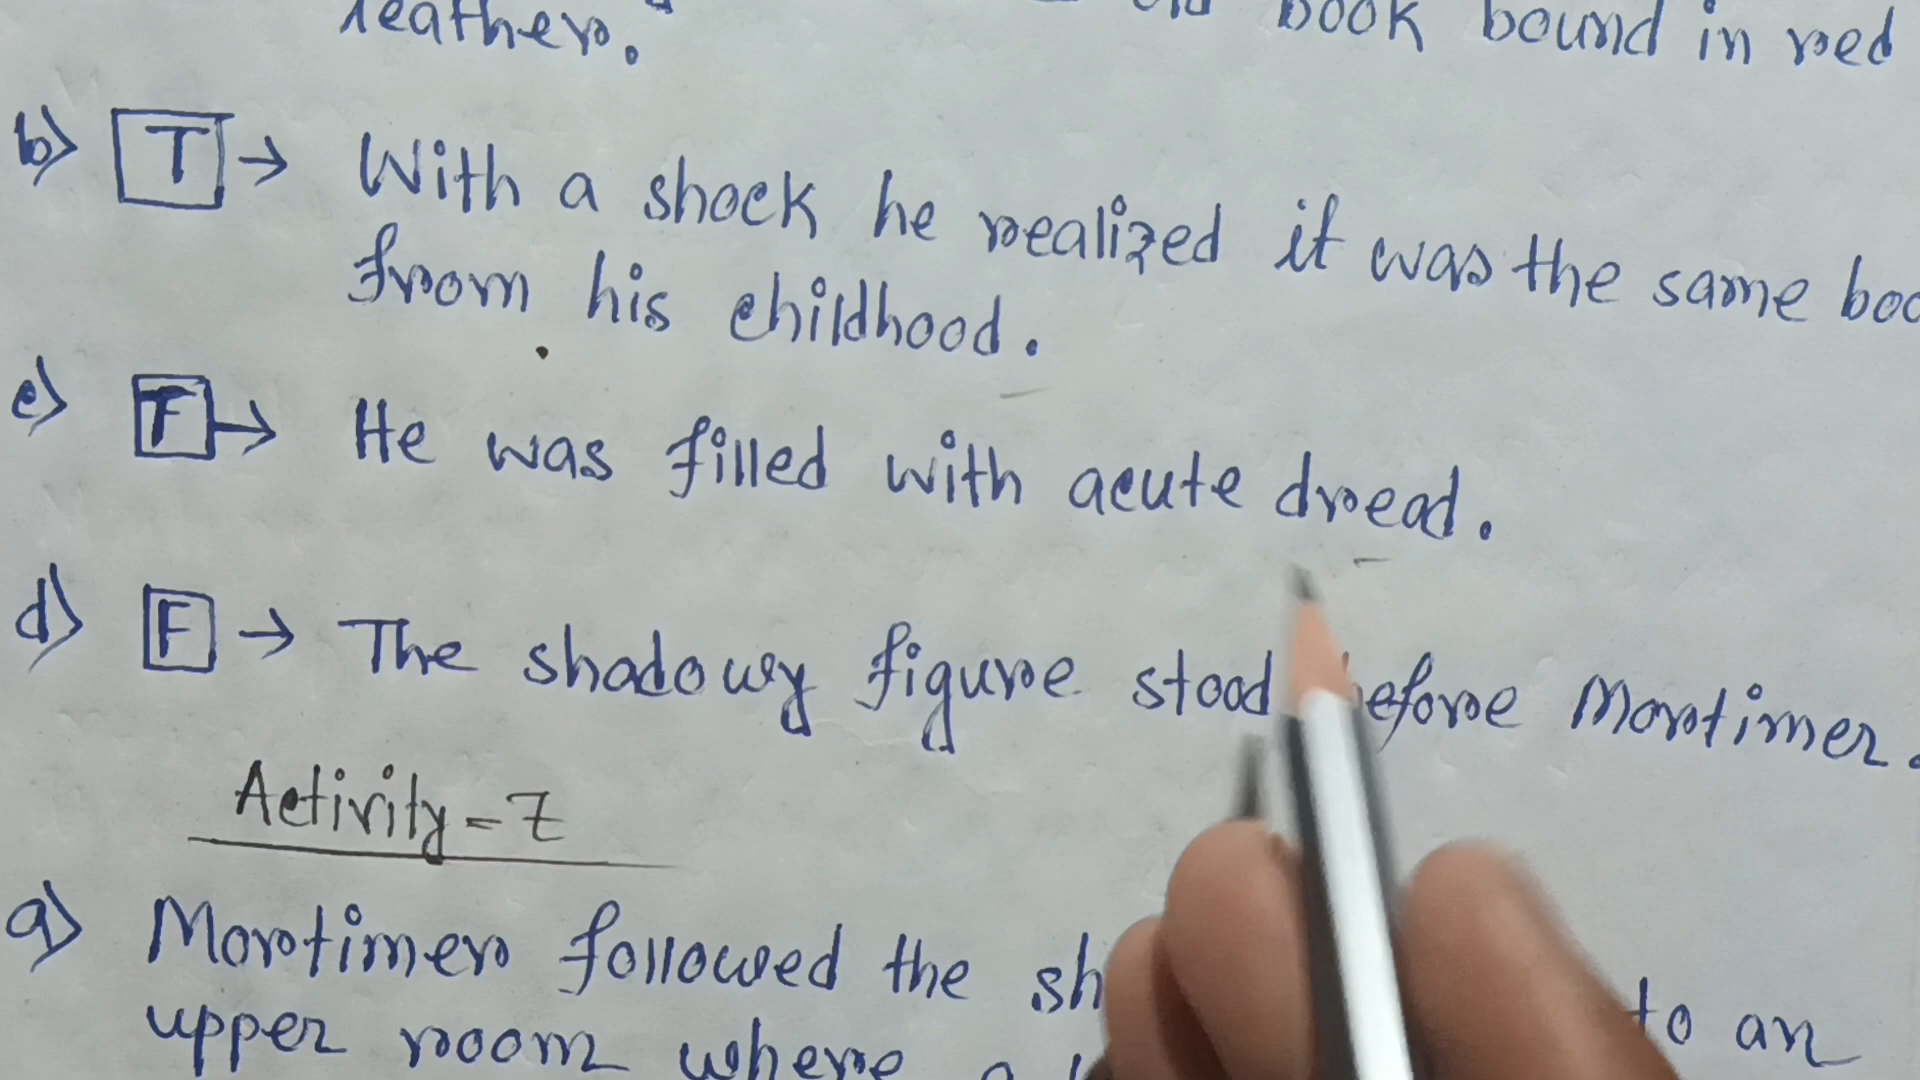 book bound in red
leather."
b) T → With a shock he realized it was the same boo
from his childhood.
c) F → He was filled with acute dread.
d) F → The shadowy figure stood before Mortimer.
Activity-7
a) Mortimer followed the sh to an
upper room where a